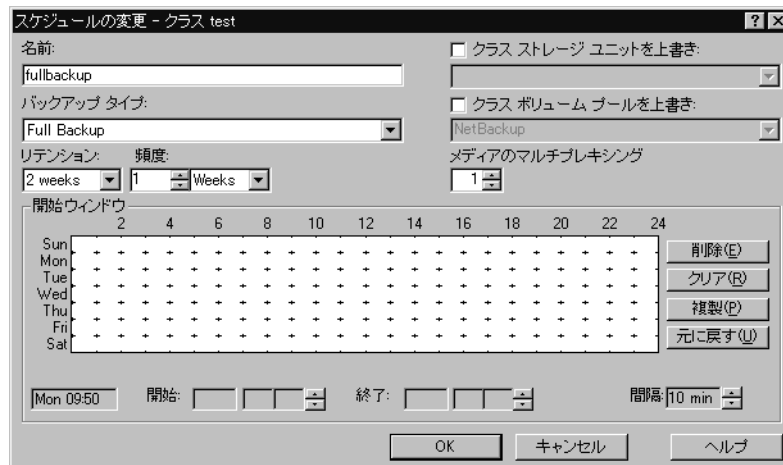 スケジュールの変更 - クラス test
名前:
fullbackup
バックアップ タイプ:
Full Backup
リテンション: 頻度:
2 weeks 1 Weeks
クラス ストレージ ユニットを上書き:
クラス ボリューム プールを上書き:
NetBackup
メディアのマルチプレキシング
1
開始ウィンドウ
2 4 6 8 10 12 14 16 18 20 22 24
Sun
Mon
Tue
Wed
Thu
Fri
Sat
削除(E)
クリア(R)
複製(P)
元に戻す(U)
Mon 09:50 開始: 終了: 間隔: 10 min
OK キャンセル ヘルプ